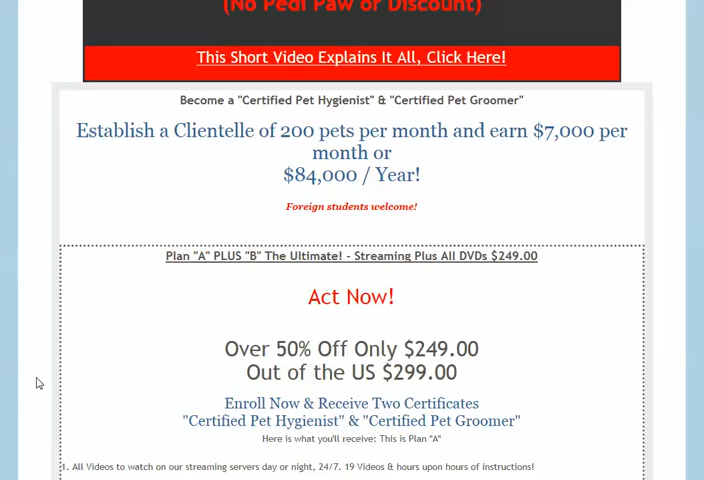 (No Pedi Paw or Discount)
This Short Video Explains It All, Click Here!
Become a "Certified Pet Hygienist" & "Certified Pet Groomer"
Establish a Clientelle of 200 pets per month and earn $7,000 per
month or
$84,000 / Year!
Foreign students welcome!
Plan "A" PLUS "B" The Ultimate! - Streaming Plus All DVDs $249.00
Act Now!
Over 50% Off Only $249.00
Out of the US $299.00
Enroll Now & Receive Two Certificates
"Certified Pet Hygienist" & "Certified Pet Groomer"
Here is what you'll receive: This is Plan "A"
1. All Videos to watch on our streaming servers day or night, 24/7. 19 Videos & hours upon hours of instructions!